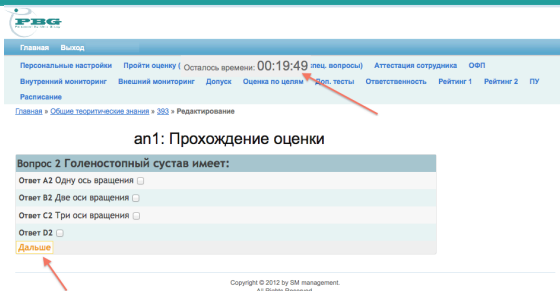 PBG
Главная Выход
Персональные настройки Пройти оценку ( Осталось времени: 00:19:49 спец. вопросы) Аттестация сотрудника ОФП
Внутренний мониторинг Внешний мониторинг Допуск Оценка по целям Доп. тесты Ответственность Рейтинг 1 Рейтинг 2 ПУ
Расписание
Главная » Общие теоритические знания » 393 » Редактирование
an1: Прохождение оценки
Вопрос 2 Голеностопный сустав имеет:
Ответ A2 Одну ось вращения
Ответ B2 Две оси вращения
Ответ C2 Три оси вращения
Ответ D2
Дальше
Copyright © 2012 by SM management.
All Rights Reserved.